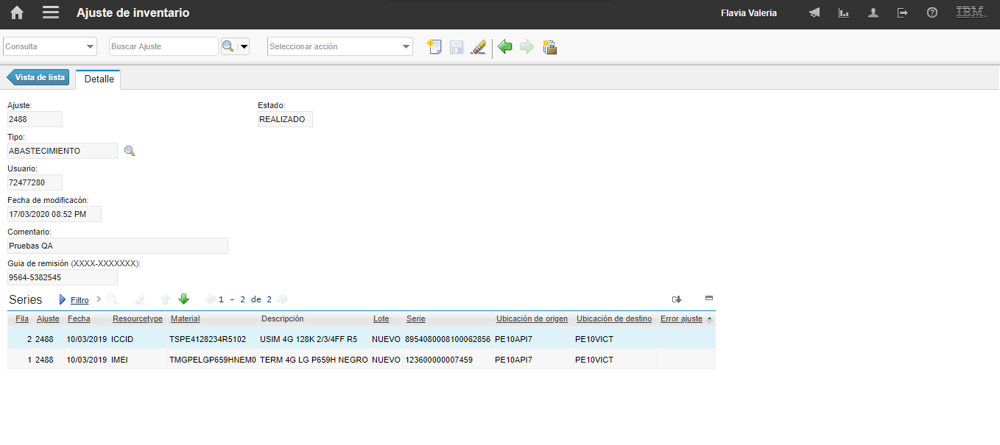 Ajuste de inventario
Flavia Valeria
IBM.
Consulta
Buscar Ajuste
Seleccionar acción
Vista de lista
Detalle
Ajuste:
Estado:
2488
REALIZADO
Tipo:
ABASTECIMIENTO
Usuario:
72477280
Fecha de modificacón:
17/03/2020 08:52 PM
Comentario:
Pruebas QA
Guia de remisión (XXXX-XXXXXXX):
9564-5382545
Series Filtro 1 - 2 de 2
Fila Ajuste Fecha Resourcetype Material Descripción Lote Serie Ubicación de origen Ubicación de destino Error ajuste
2 2488 10/03/2019 ICCID TSPE4128234R5102 USIM 4G 128K 2/3/4FF R5 NUEVO 8954080008100062856 PE10API7 PE10VICT
1 2488 10/03/2019 IMEI TMGPELGP659HNEM0 TERM 4G LG P659H NEGRO NUEVO 123600000007459 PE10API7 PE10VICT